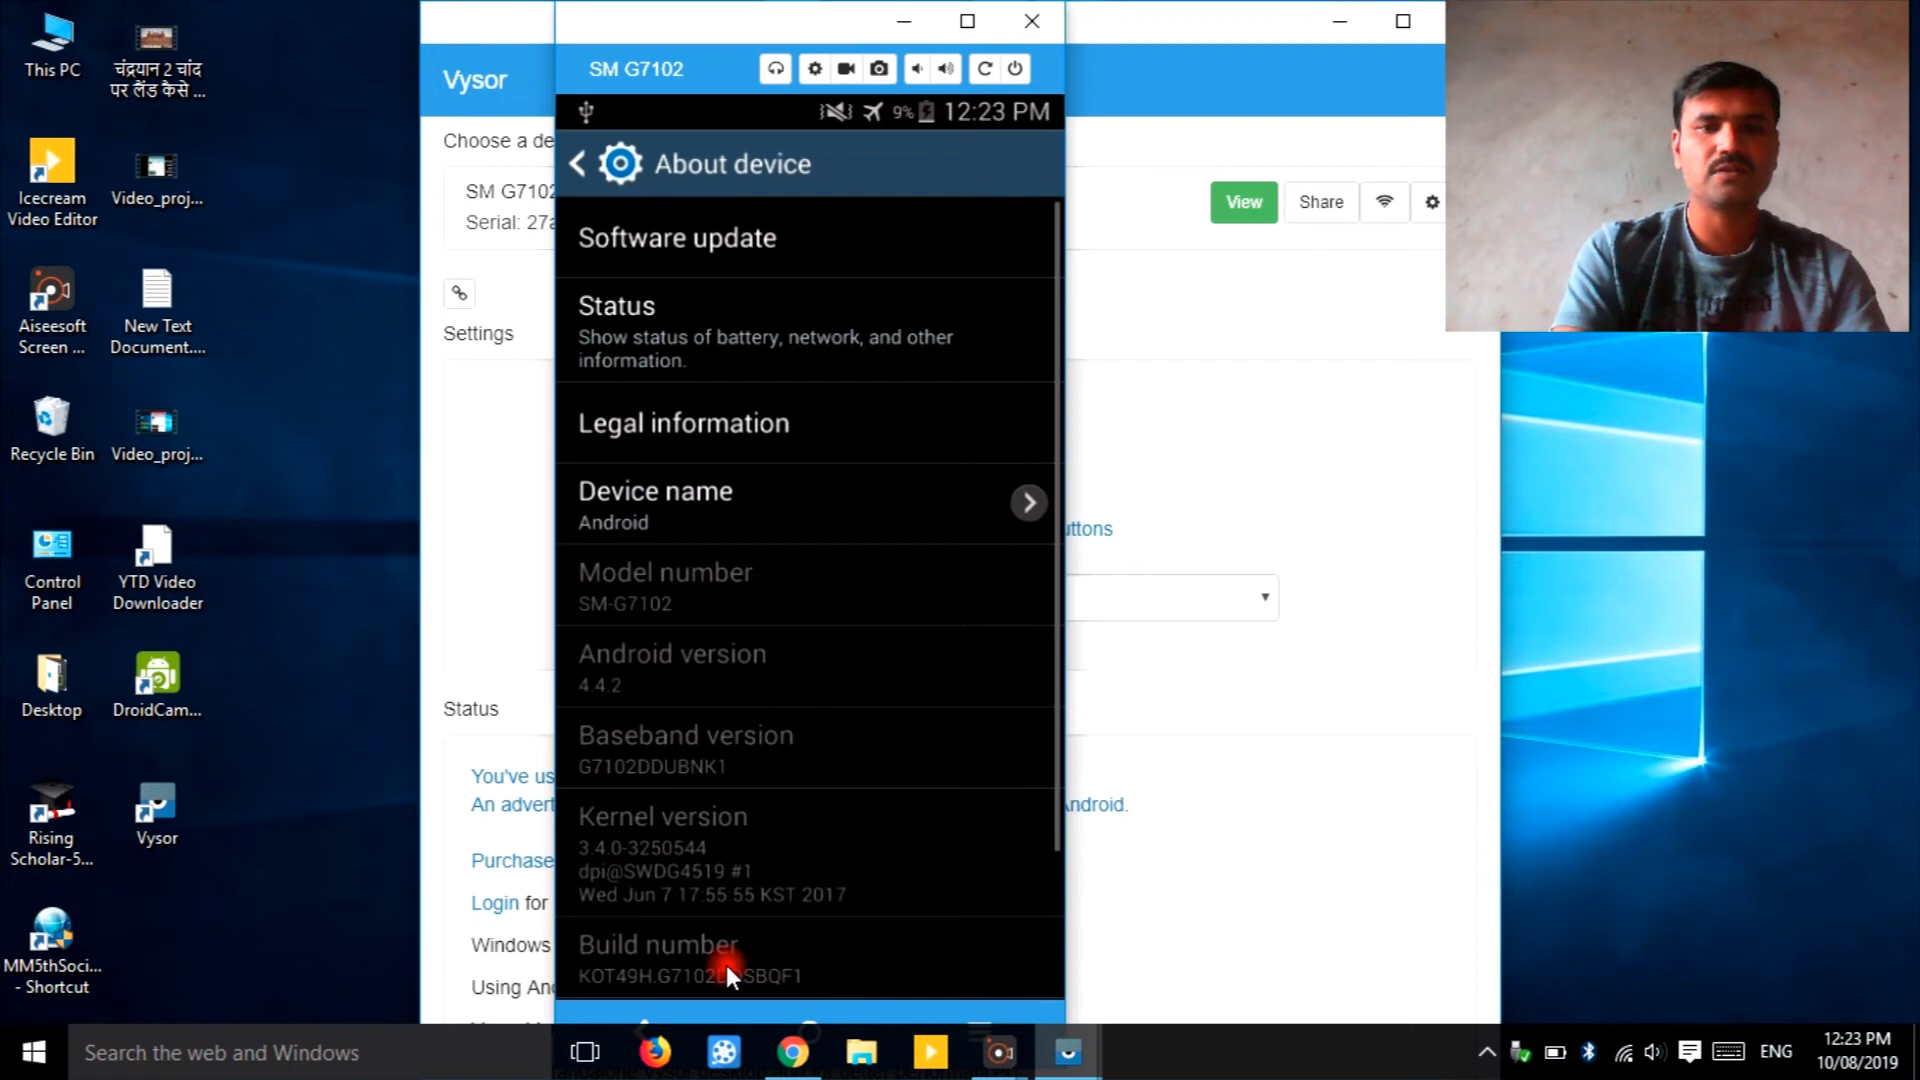 This PC
चंद्रयान 2 चांद
पर लैंड कैसे ...
Icecream
Video Editor
Video_proj...
Aiseesoft
Screen ...
New Text
Document....
Recycle Bin
Video_proj...
Control
Panel
YTD Video
Downloader
Desktop
DroidCam...
Rising
Scholar-5...
Vysor
MM5thSoci...
- Shortcut
Vysor
Choose a de
SM G7102
Serial: 27a
View
Share
Settings
uttons
Status
You've us
An advert
Android.
Purchase
Login for
Windows
Using And
SM G7102
9%
12:23 PM
About device
Software update
Status
Show status of battery, network, and other
information.
Legal information
Device name
Android
Model number
SM-G7102
Android version
4.4.2
Baseband version
G7102DDUBNK1
Kernel version
3.4.0-3250544
dpi@SWDG4519 #1
Wed Jun 7 17:55:55 KST 2017
Build number
Search the web and Windows
ENG
12:23 PM
10/08/2019